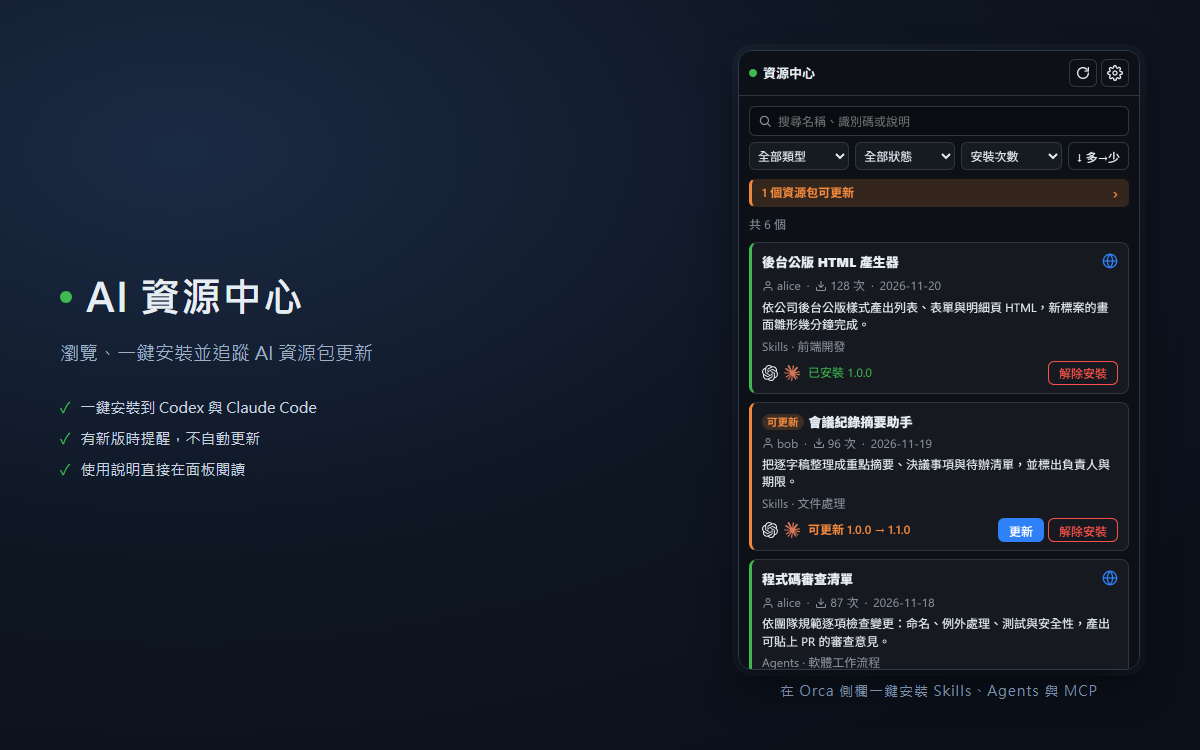 AI 資源中心
瀏覽、一鍵安裝並追蹤 AI 資源包更新
✓ 一鍵安裝到 Codex 與 Claude Code
✓ 有新版時提醒，不自動更新
✓ 使用說明直接在面板閱讀
資源中心
搜尋名稱、識別碼或說明
全部類型 全部狀態 安裝次數 ↓ 多→少
1 個資源包可更新 ›
共 6 個
後台公版 HTML 產生器
alice · 128 次 · 2026-11-20
依公司後台公版樣式產出列表、表單與明細頁 HTML，新標案的畫
面雛形幾分鐘完成。
Skills · 前端開發
已安裝 1.0.0 解除安裝
可更新 會議紀錄摘要助手
bob · 96 次 · 2026-11-19
把逐字稿整理成重點摘要、決議事項與待辦清單，並標出負責人與
期限。
Skills · 文件處理
可更新 1.0.0 → 1.1.0 更新 解除安裝
程式碼審查清單
alice · 87 次 · 2026-11-18
依團隊規範逐項檢查變更：命名、例外處理、測試與安全性，產出
可貼上 PR 的審查意見。
Agents · 軟體工作流程
在 Orca 側欄一鍵安裝 Skills、Agents 與 MCP